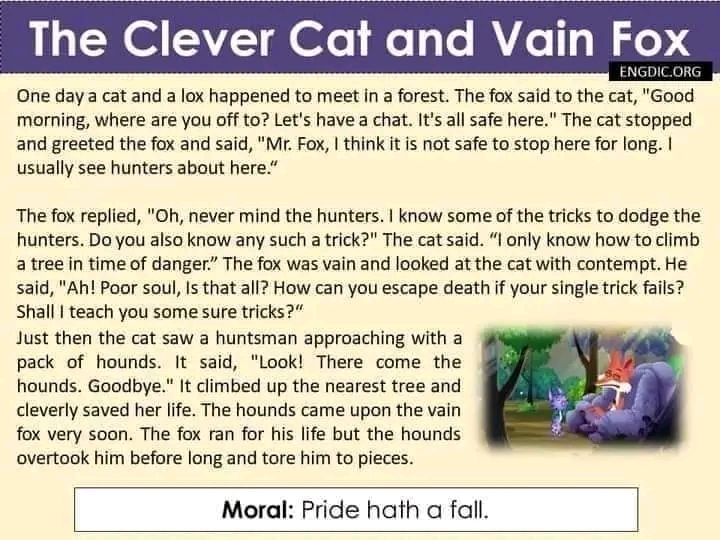 The Clever Cat and Vain Fox
ENGDIC.ORG
One day a cat and a lox happened to meet in a forest. The fox said to the cat, "Good
morning, where are you off to? Let's have a chat. It's all safe here." The cat stopped
and greeted the fox and said, "Mr. Fox, I think it is not safe to stop here for long. I
usually see hunters about here.“
The fox replied, "Oh, never mind the hunters. I know some of the tricks to dodge the
hunters. Do you also know any such a trick?" The cat said. “I only know how to climb
a tree in time of danger.” The fox was vain and looked at the cat with contempt. He
said, "Ah! Poor soul, Is that all? How can you escape death if your single trick fails?
Shall I teach you some sure tricks?“
Just then the cat saw a huntsman approaching with a
pack of hounds. It said, "Look! There come the
hounds. Goodbye." It climbed up the nearest tree and
cleverly saved her life. The hounds came upon the vain
fox very soon. The fox ran for his life but the hounds
overtook him before long and tore him to pieces.
Moral: Pride hath a fall.